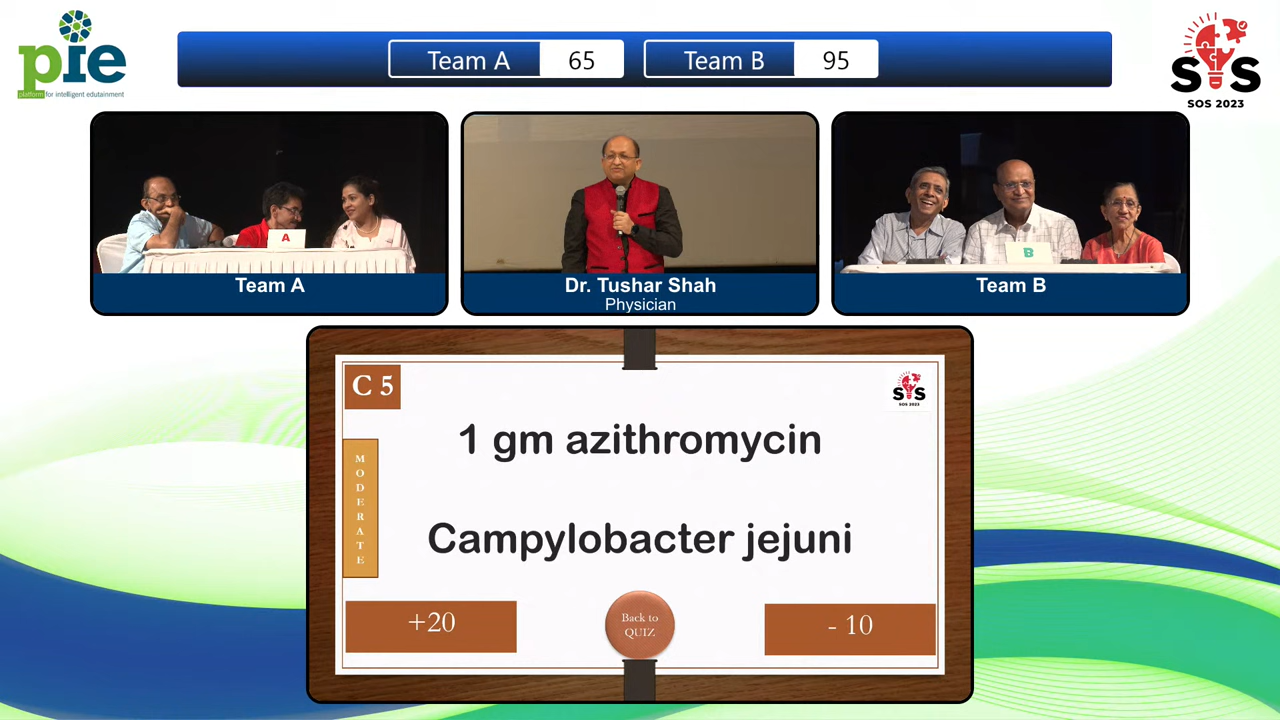 pie
platform for intelligent edutainment
Team A 65 Team B 95
SOS
SOS 2023
A
B
Team A
Dr. Tushar Shah
Physician
Team B
C 5
SOS
SOS 2023
MODERATE
1 gm azithromycin
Campylobacter jejuni
+20
Back to
QUIZ
- 10